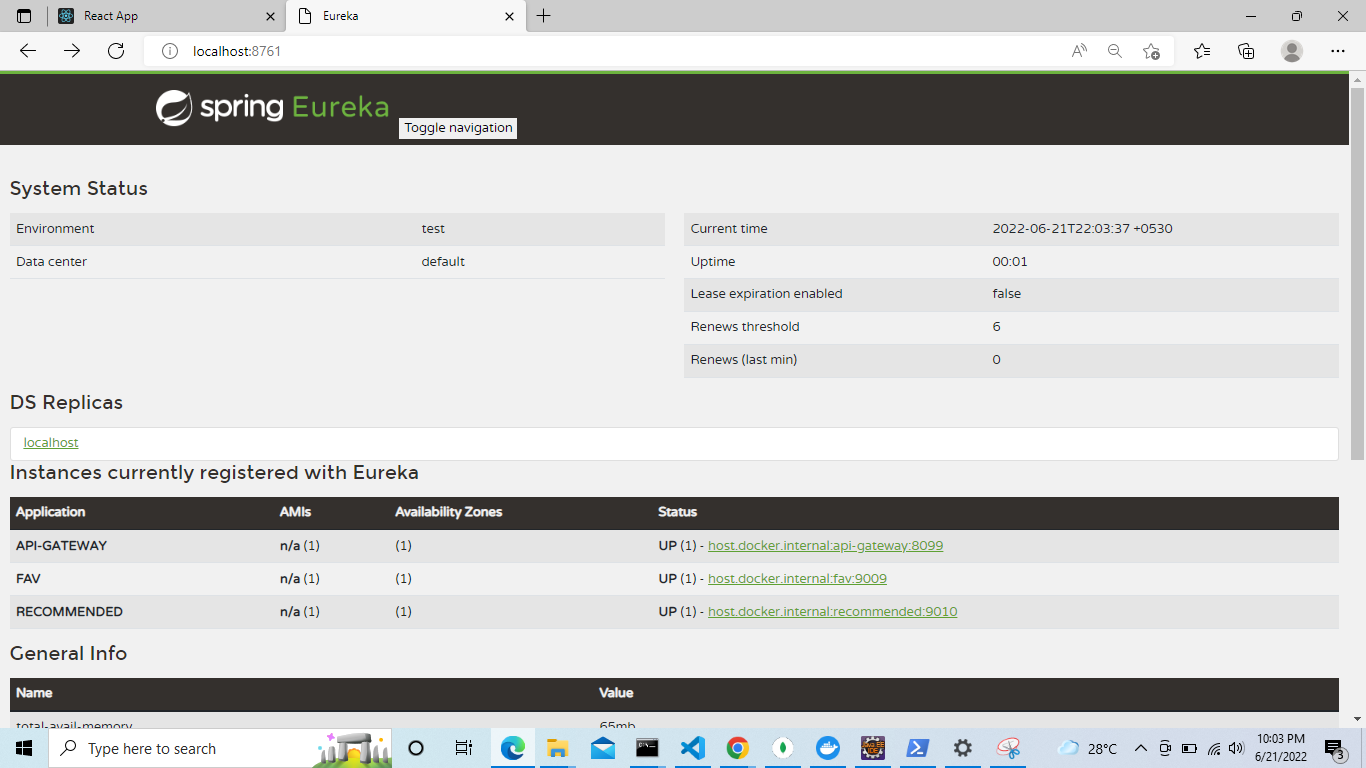 React App
Eureka
localhost:8761
spring Eureka
Toggle navigation
System Status
Environment test
Data center default
Current time 2022-06-21T22:03:37 +0530
Uptime 00:01
Lease expiration enabled false
Renews threshold 6
Renews (last min) 0
DS Replicas
localhost
Instances currently registered with Eureka
Application AMIs Availability Zones Status
API-GATEWAY n/a (1) (1) UP (1) - host.docker.internal:api-gateway:8099
FAV n/a (1) (1) UP (1) - host.docker.internal:fav:9009
RECOMMENDED n/a (1) (1) UP (1) - host.docker.internal:recommended:9010
General Info
Name Value
total-avail-memory 65mb
Type here to search
28°C
10:03 PM
6/21/2022
3